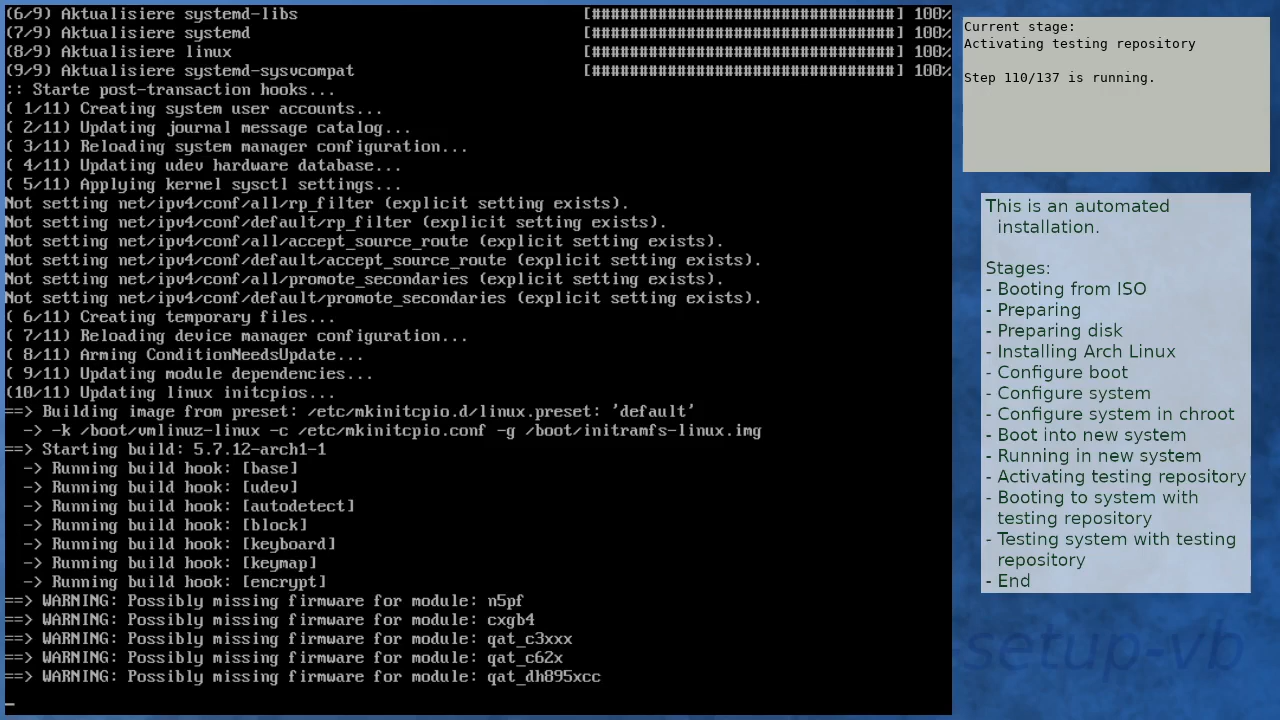 (6/9) Aktualisiere systemd-libs [################################] 100%
(7/9) Aktualisiere systemd [################################] 100%
(8/9) Aktualisiere linux [################################] 100%
(9/9) Aktualisiere systemd-sysvcompat [################################] 100%
:: Starte post-transaction hooks...
( 1/11) Creating system user accounts...
( 2/11) Updating journal message catalog...
( 3/11) Reloading system manager configuration...
( 4/11) Updating udev hardware database...
( 5/11) Applying kernel sysctl settings...
Not setting net/ipv4/conf/all/rp_filter (explicit setting exists).
Not setting net/ipv4/conf/default/rp_filter (explicit setting exists).
Not setting net/ipv4/conf/all/accept_source_route (explicit setting exists).
Not setting net/ipv4/conf/default/accept_source_route (explicit setting exists).
Not setting net/ipv4/conf/all/promote_secondaries (explicit setting exists).
Not setting net/ipv4/conf/default/promote_secondaries (explicit setting exists).
( 6/11) Creating temporary files...
( 7/11) Reloading device manager configuration...
( 8/11) Arming ConditionNeedsUpdate...
( 9/11) Updating module dependencies...
(10/11) Updating linux initcpios...
==> Building image from preset: /etc/mkinitcpio.d/linux.preset: 'default'
  -> -k /boot/vmlinuz-linux -c /etc/mkinitcpio.conf -g /boot/initramfs-linux.img
==> Starting build: 5.7.12-arch1-1
  -> Running build hook: [base]
  -> Running build hook: [udev]
  -> Running build hook: [autodetect]
  -> Running build hook: [block]
  -> Running build hook: [keyboard]
  -> Running build hook: [keymap]
  -> Running build hook: [encrypt]
==> WARNING: Possibly missing firmware for module: n5pf
==> WARNING: Possibly missing firmware for module: cxgb4
==> WARNING: Possibly missing firmware for module: qat_c3xxx
==> WARNING: Possibly missing firmware for module: qat_c62x
==> WARNING: Possibly missing firmware for module: qat_dh895xcc
Current stage:
Activating testing repository
Step 110/137 is running.
This is an automated
installation.
Stages:
- Booting from ISO
- Preparing
- Preparing disk
- Installing Arch Linux
- Configure boot
- Configure system
- Configure system in chroot
- Boot into new system
- Running in new system
- Activating testing repository
- Booting to system with
testing repository
- Testing system with testing
repository
- End
setup-vb